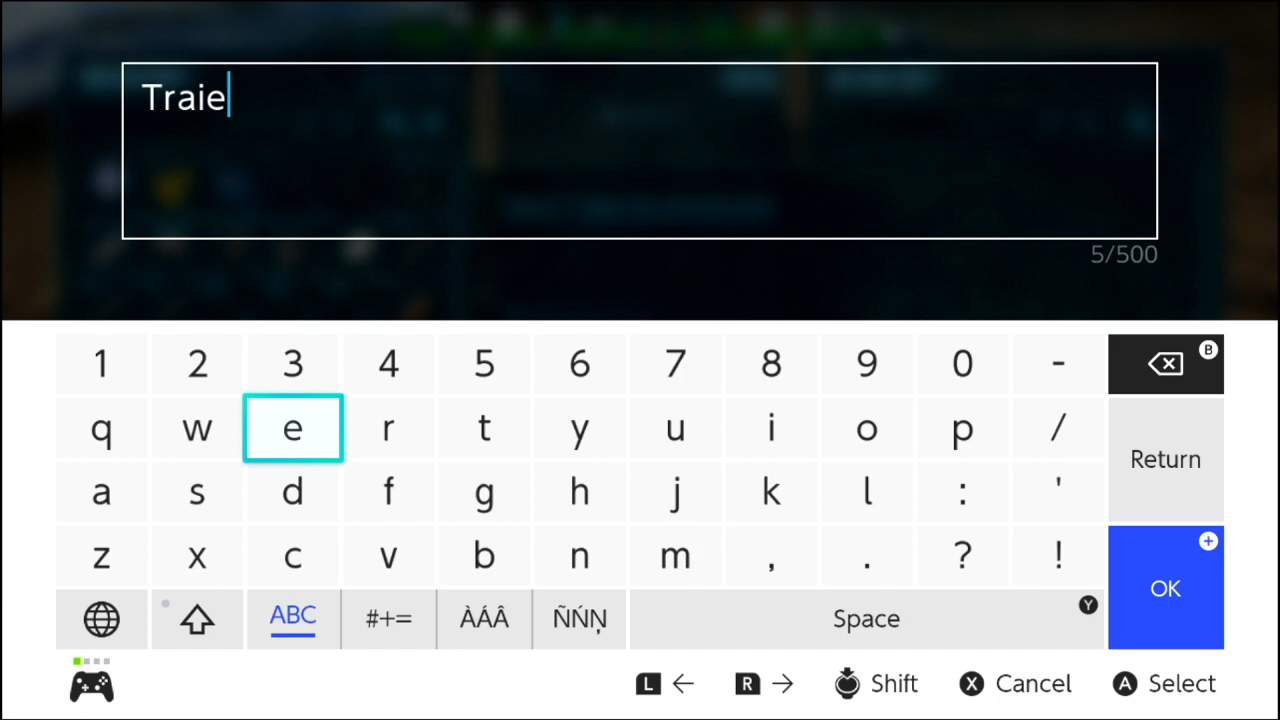 Traie
5/500
1 2 3 4 5 6 7 8 9 0 - B
q w e r t y u i o p /
Return
a s d f g h j k l : '
z x c v b n m , . ? ! +
OK
ABC #+= ÀÁÂ ÑŃŅ Space Y
L ← R → Shift X Cancel A Select